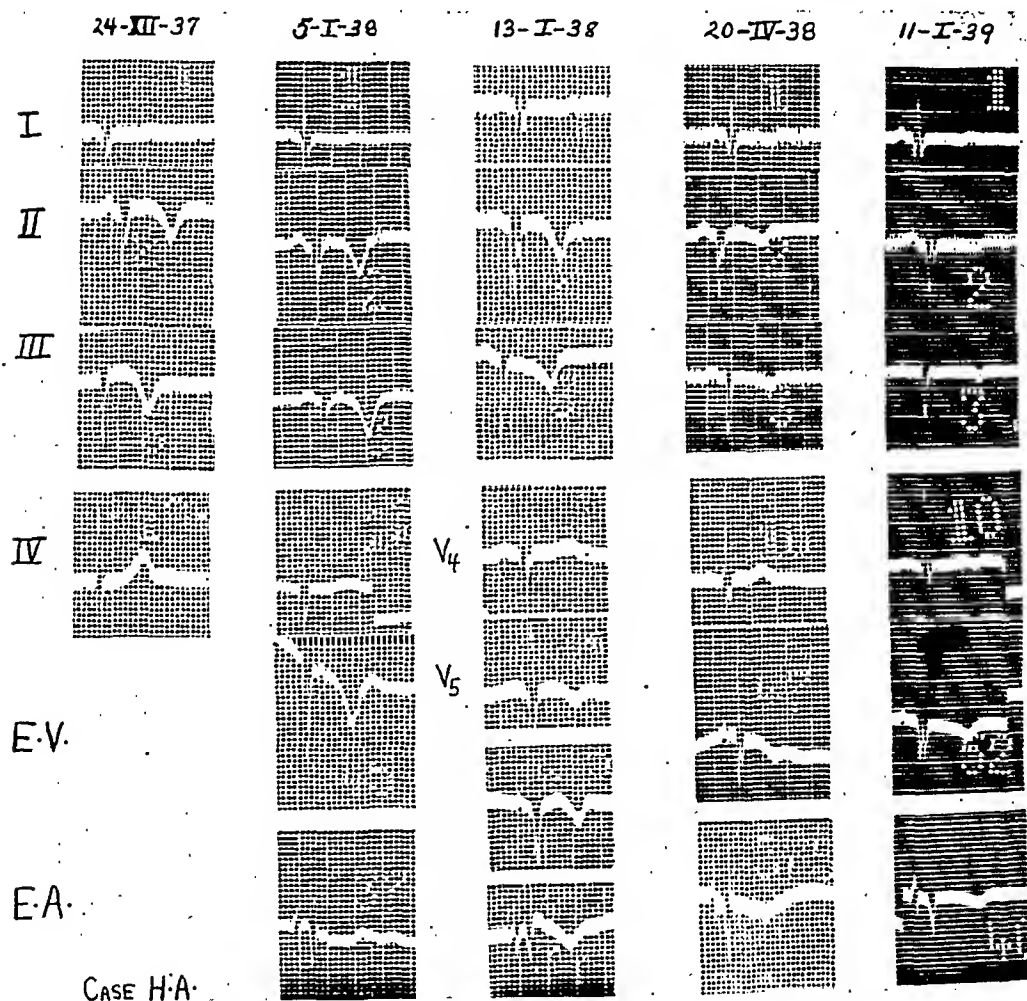 24-XII-37 5-I-38 13-I-38 20-IV-38 11-I-39
I
II
III
IV
V4
V5
E.V.
E.A.
CASE H.A.